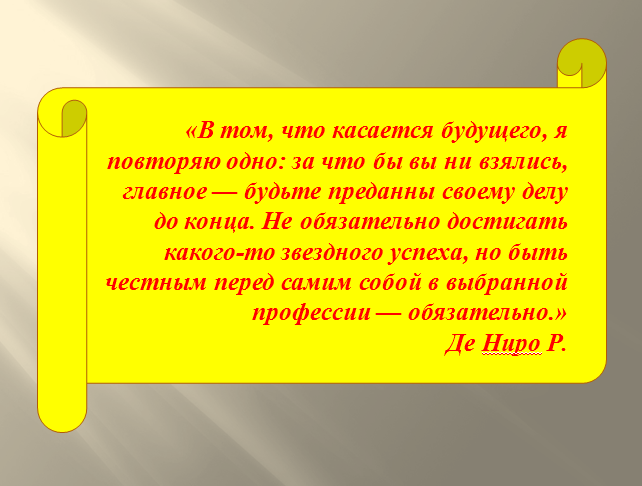 «В том, что касается будущего, я
повторяю одно: за что бы вы ни взялись,
главное — будьте преданны своему делу
до конца. Не обязательно достигать
какого-то звездного успеха, но быть
честным перед самим собой в выбранной
профессии — обязательно.»
Де Ниро Р.